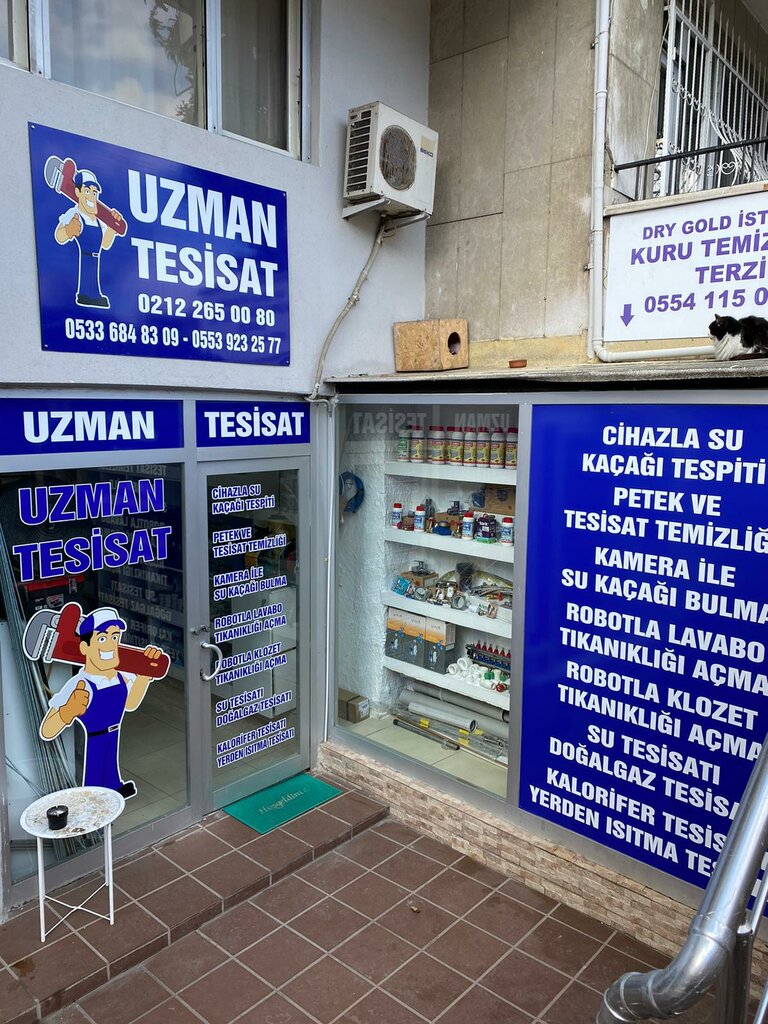 UZMAN
TESİSAT
0212 265 00 80
0533 684 83 09 - 0553 923 25 77
DRY GOLD İST
KURU TEMİZ
TERZİ
0554 115 0
UZMAN
TESİSAT
UZMAN
TESİSAT
CİHAZLA SU
KAÇAĞI TESPİTİ
PETEK VE
TESİSAT TEMİZLİĞİ
KAMERA İLE
SU KAÇAĞI BULMA
ROBOTLA LAVABO
TIKANIKLIĞI AÇMA
ROBOTLA KLOZET
TIKANIKLIĞI AÇMA
SU TESİSATI
DOĞALGAZ TESİSATI
KALORİFER TESİSATI
YERDEN ISITMA TESİSATI
Hoşgeldiniz
CİHAZLA SU
KAÇAĞI TESPİTİ
PETEK VE
TESİSAT TEMİZLİĞ
KAMERA İLE
SU KAÇAĞI BULMA
ROBOTLA LAVABO
TIKANIKLIĞI AÇMA
ROBOTLA KLOZET
TIKANIKLIĞI AÇMA
SU TESİSATI
DOĞALGAZ TESİSA
KALORİFER TESİS
YERDEN ISITMA TES